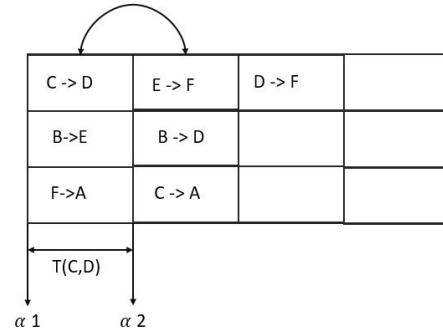 C -> D E -> F D -> F
B->E B -> D
F->A C -> A
T(C,D)
α 1 α 2